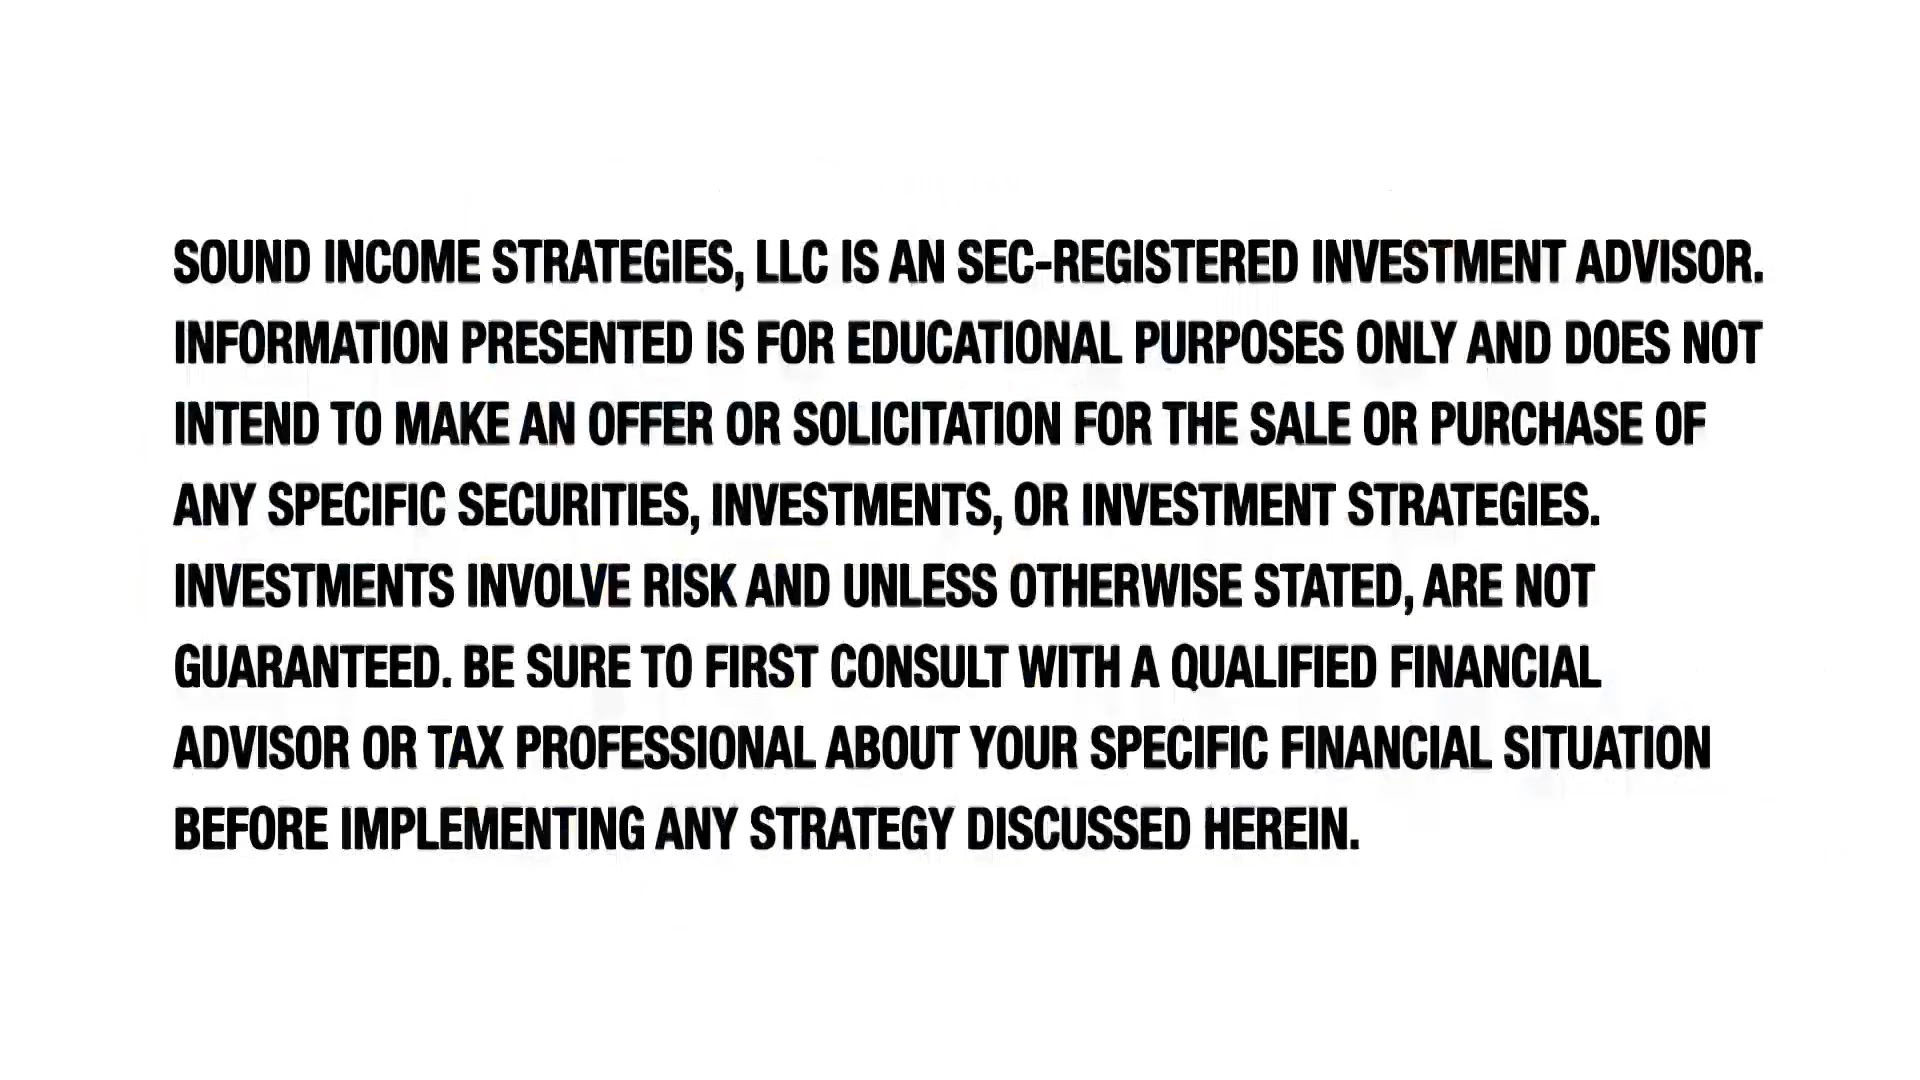 SOUND INCOME STRATEGIES, LLC IS AN SEC-REGISTERED INVESTMENT ADVISOR.
INFORMATION PRESENTED IS FOR EDUCATIONAL PURPOSES ONLY AND DOES NOT
INTEND TO MAKE AN OFFER OR SOLICITATION FOR THE SALE OR PURCHASE OF
ANY SPECIFIC SECURITIES, INVESTMENTS, OR INVESTMENT STRATEGIES.
INVESTMENTS INVOLVE RISK AND UNLESS OTHERWISE STATED, ARE NOT
GUARANTEED. BE SURE TO FIRST CONSULT WITH A QUALIFIED FINANCIAL
ADVISOR OR TAX PROFESSIONAL ABOUT YOUR SPECIFIC FINANCIAL SITUATION
BEFORE IMPLEMENTING ANY STRATEGY DISCUSSED HEREIN.